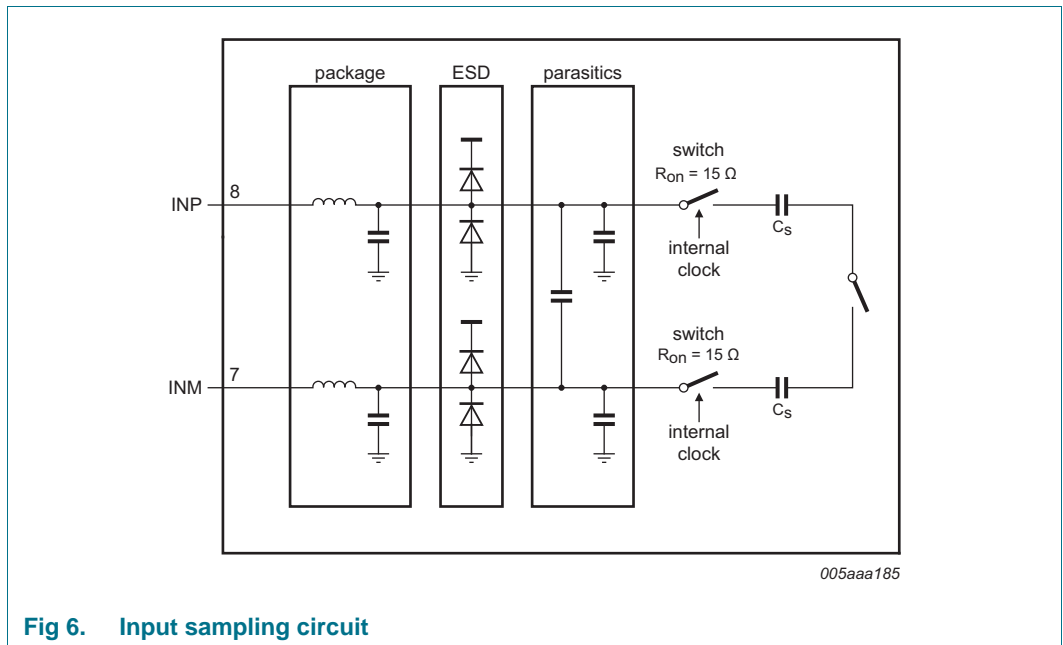 package
ESD
parasitics
switch
Ron = 15 Ω
INP
8
Cs
internal
clock
switch
Ron = 15 Ω
INM
7
Cs
internal
clock
005aaa185
Fig 6. Input sampling circuit